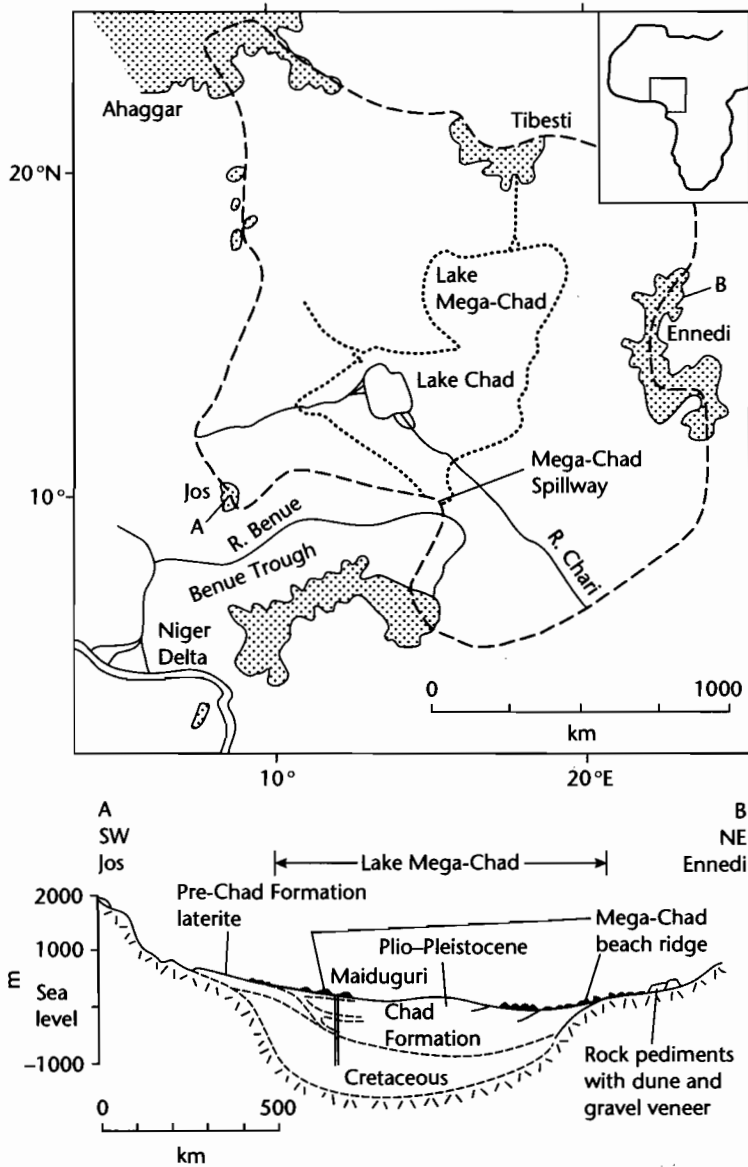 Ahaggar
Tibesti
20°N
B
Lake
Mega-Chad
Ennedi
Lake Chad
Mega-Chad
Spillway
10°
Jos
A
R. Benue
R. Chari
Benue Trough
Niger
Delta
0 1000
km
10° 20°E
A B
SW NE
Jos Lake Mega-Chad Ennedi
2000
Pre-Chad Formation
laterite
Mega-Chad
beach ridge
Plio–Pleistocene
1000
m
Maiduguri
Sea
level
Chad
Formation
–1000
Cretaceous
Rock pediments
with dune and
gravel veneer
0 500
km